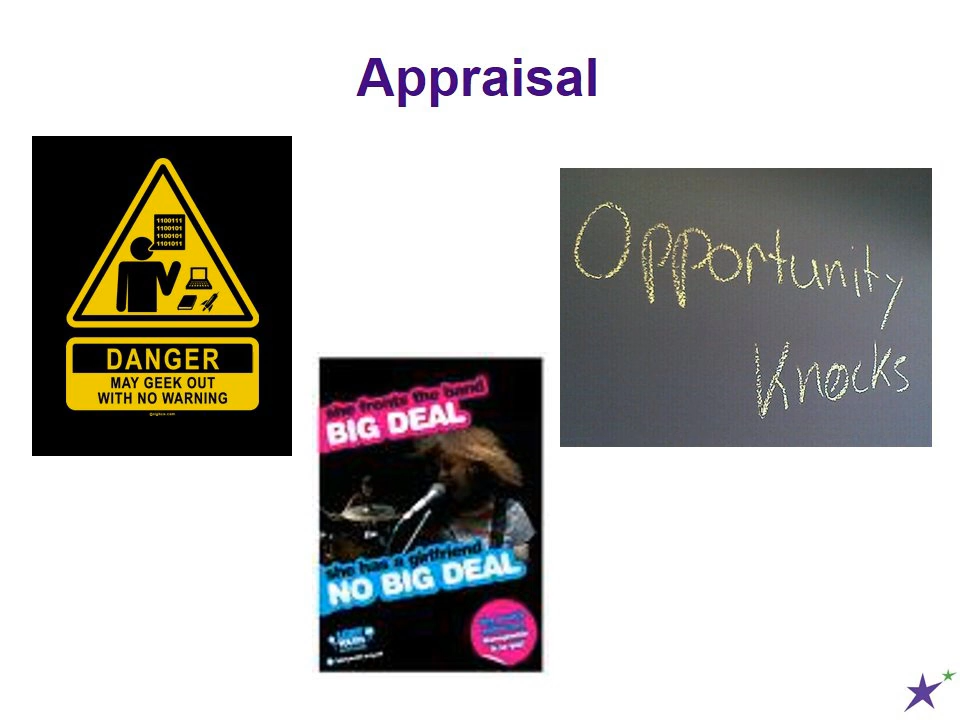 Appraisal
1100111
1100101
1100101
1101011
DANGER
MAY GEEK OUT
WITH NO WARNING
Opportunity
Knocks
she fronts the band
BIG DEAL
she has a girlfriend
NO BIG DEAL